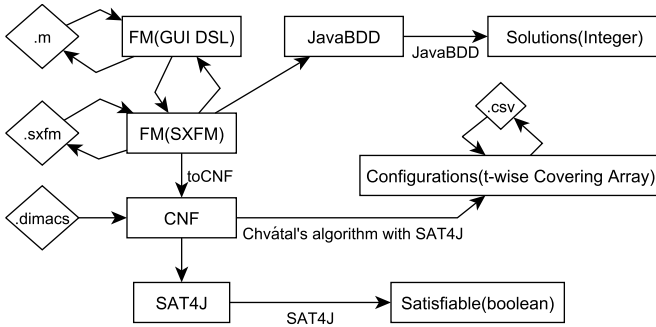 .m
FM(GUI DSL)
JavaBDD
JavaBDD
Solutions(Integer)
.sxfm
FM(SXFM)
.csv
toCNF
Configurations(t-wise Covering Array)
.dimacs
CNF
Chvátal's algorithm with SAT4J
SAT4J
SAT4J
Satisfiable(boolean)